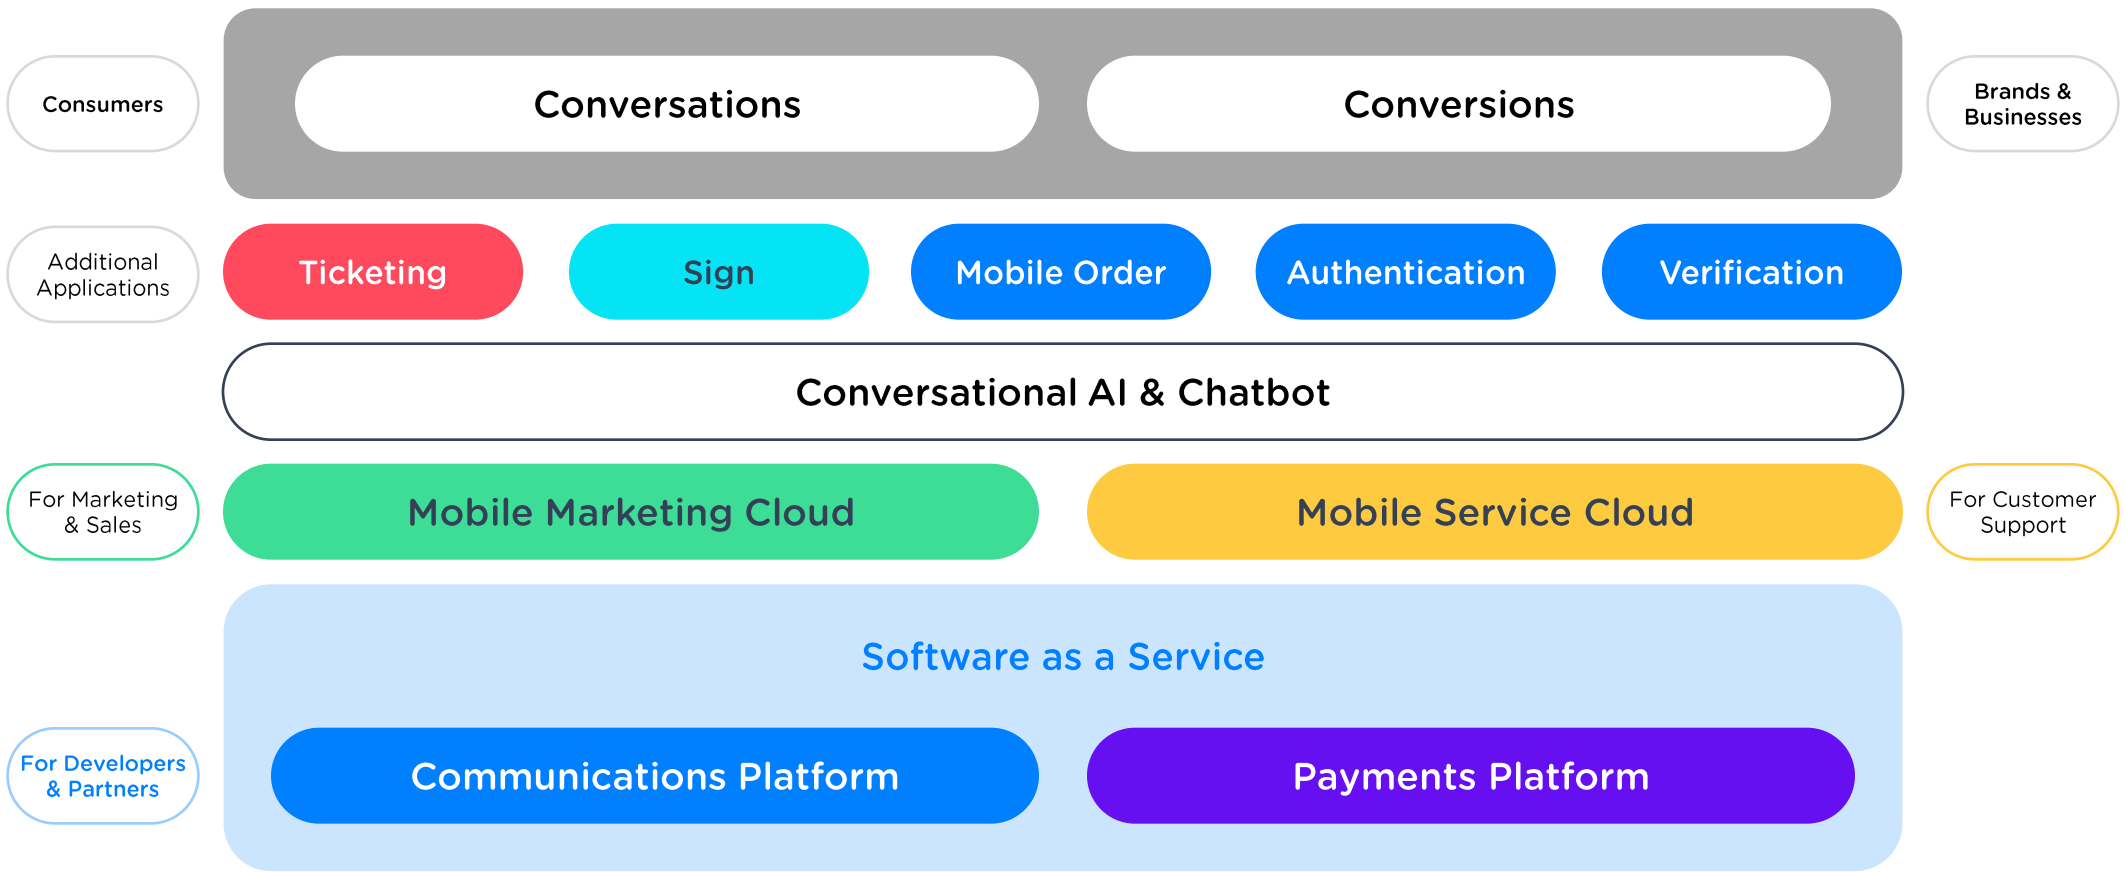 Consumers
Conversations
Conversions
Brands &
Businesses
Additional
Applications
Ticketing
Sign
Mobile Order
Authentication
Verification
Conversational AI & Chatbot
For Marketing
& Sales
Mobile Marketing Cloud
Mobile Service Cloud
For Customer
Support
Software as a Service
For Developers
& Partners
Communications Platform
Payments Platform